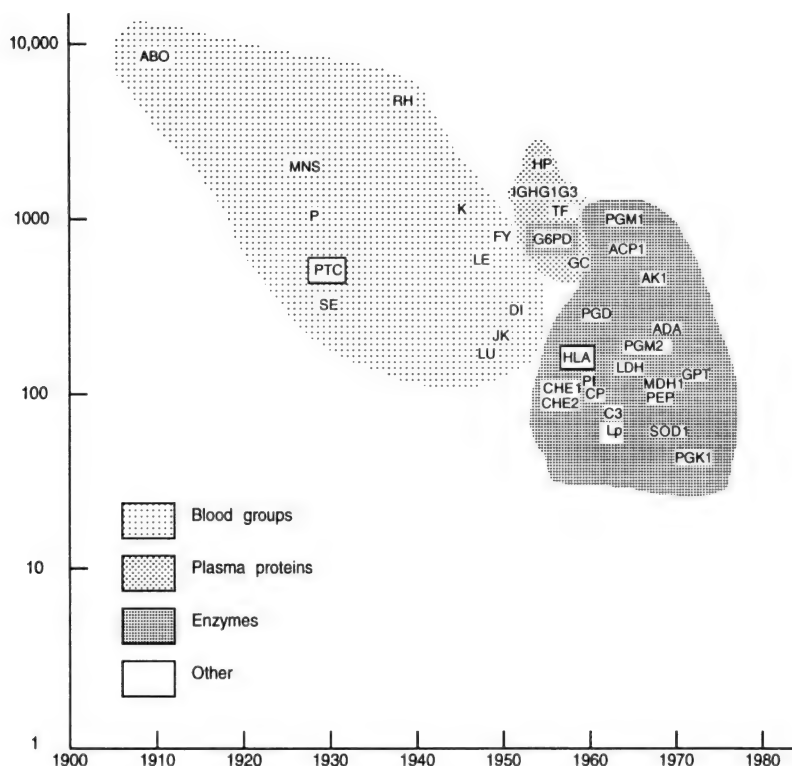 10,000
ABO
RH
MNS
HP
IGHG1G3
1000
P
K
TF
PGM1
FY
G6PD
ACP1
LE
GC
PTC
AK1
SE
DI
PGD
JK
ADA
LU
HLA
PGM2
LDH
GPT
100
CHE1
PI
MDH1
CHE2
CP
PEP
C3
Lp
SOD1
PGK1
Blood groups
10
Plasma proteins
Enzymes
Other
1
1900
1910
1920
1930
1940
1950
1960
1970
1980